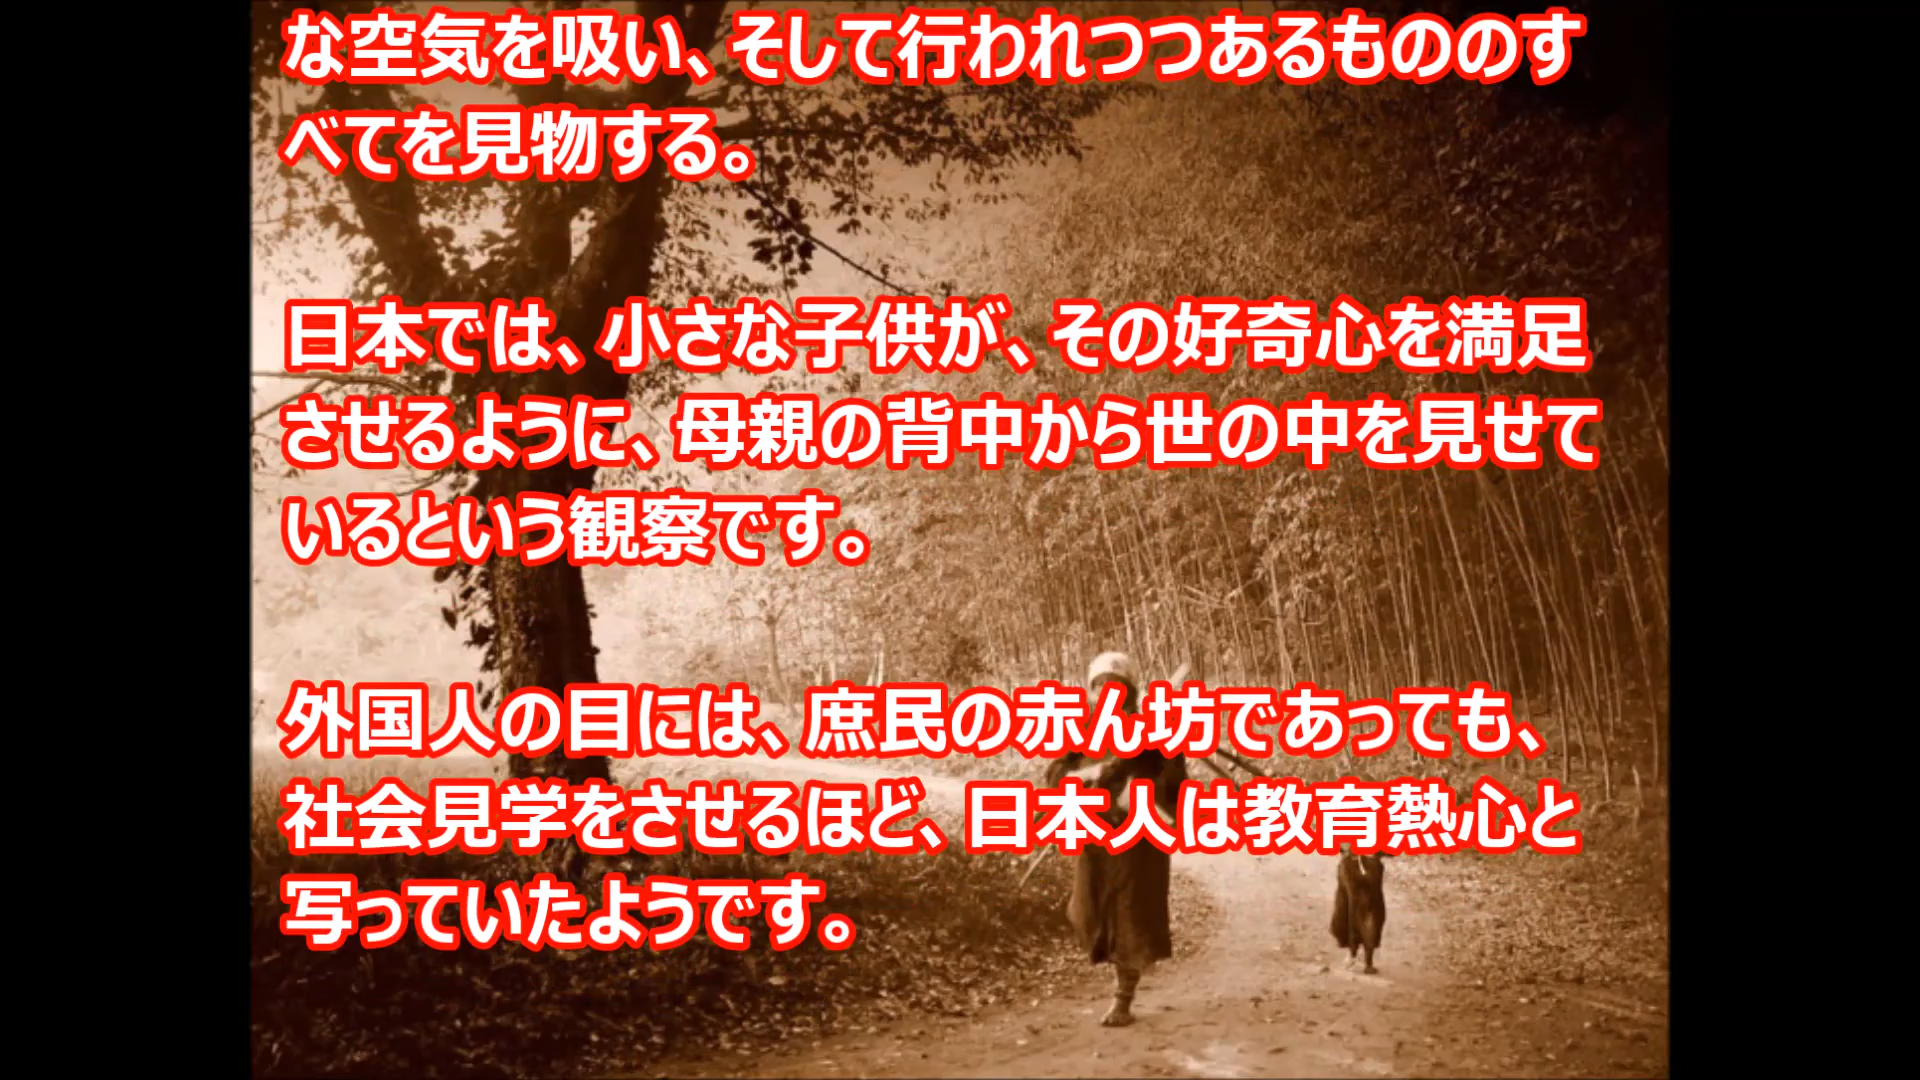 な空気を吸い、そして行われつつあるもののす
べてを見物する。
日本では、小さな子供が、その好奇心を満足
させるように、母親の背中から世の中を見せて
いるという観察です。
外国人の目には、庶民の赤ん坊であっても、
社会見学をさせるほど、日本人は教育熱心と
写っていたようです。